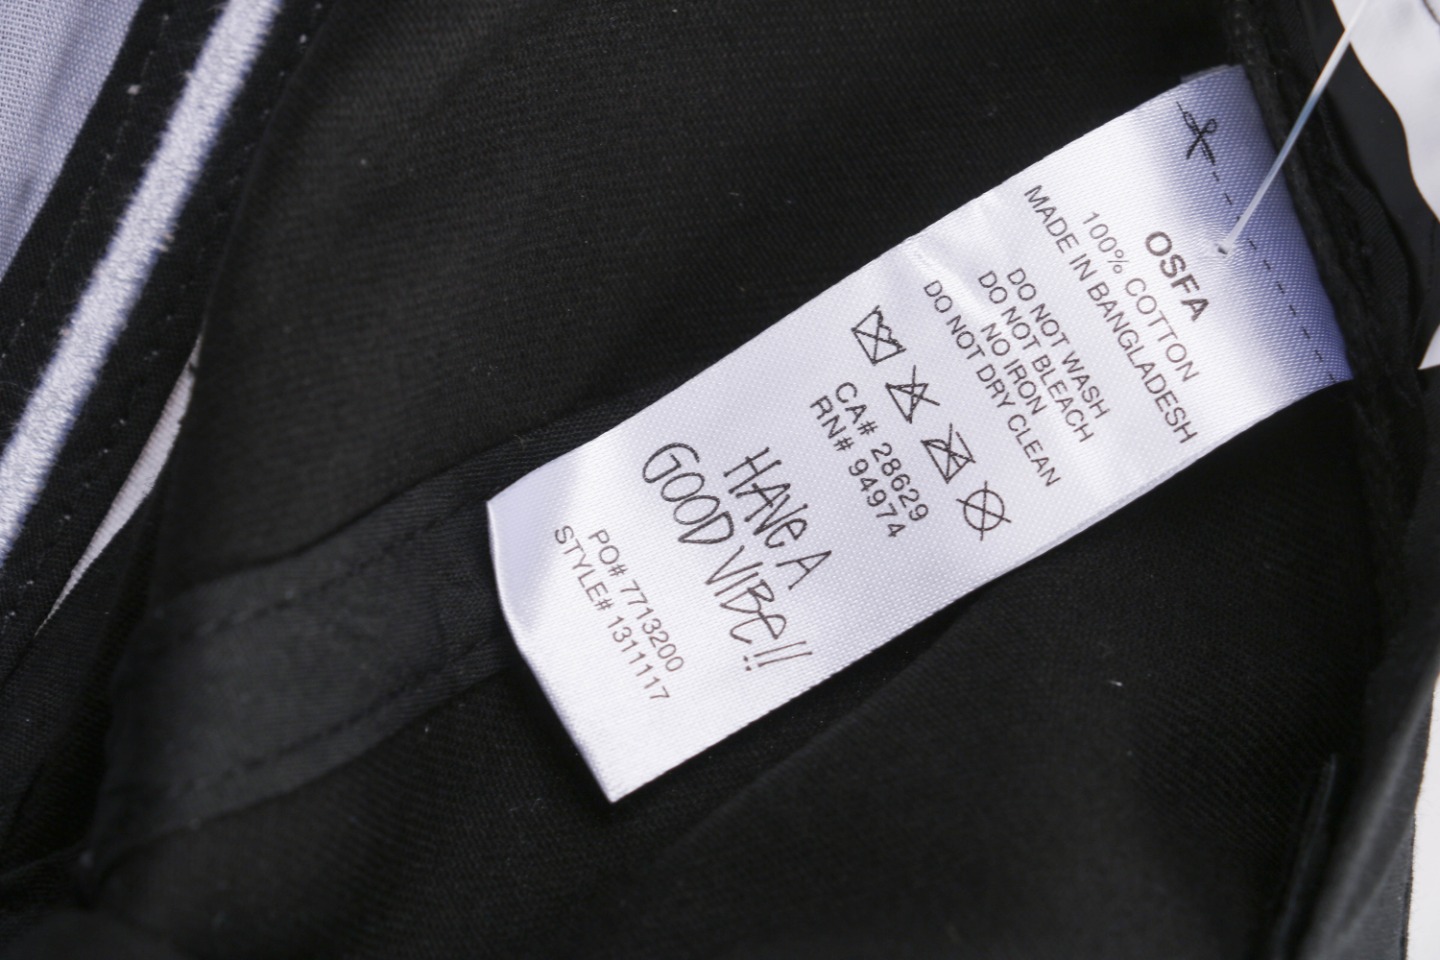 OSFA
100% COTTON
MADE IN BANGLADESH
DO NOT WASH
DO NOT BLEACH
NO IRON
DO NOT DRY CLEAN
CA# 28629
RN# 94974
HAVE A
GOOD VIBE!!
PO# 7713200
STYLE# 1311117